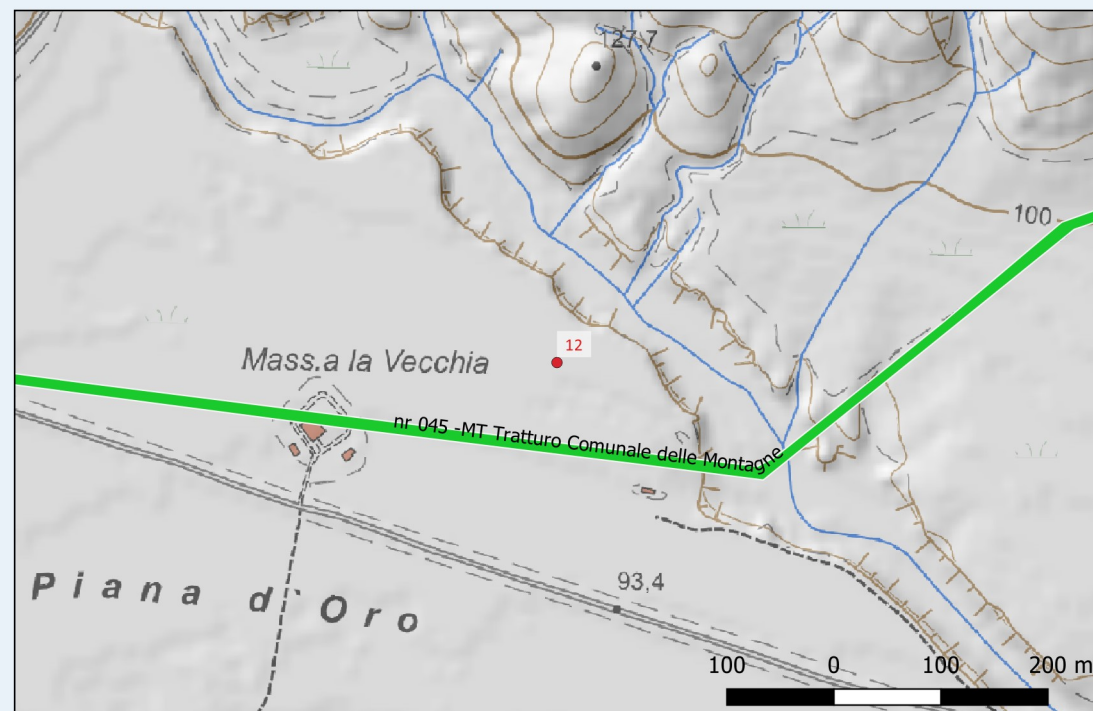 127,7
100
12
Mass.a la Vecchia
nr 045 -MT Tratturo Comunale delle Montagne
93,4
Piana d'Oro
100 0 100 200 m